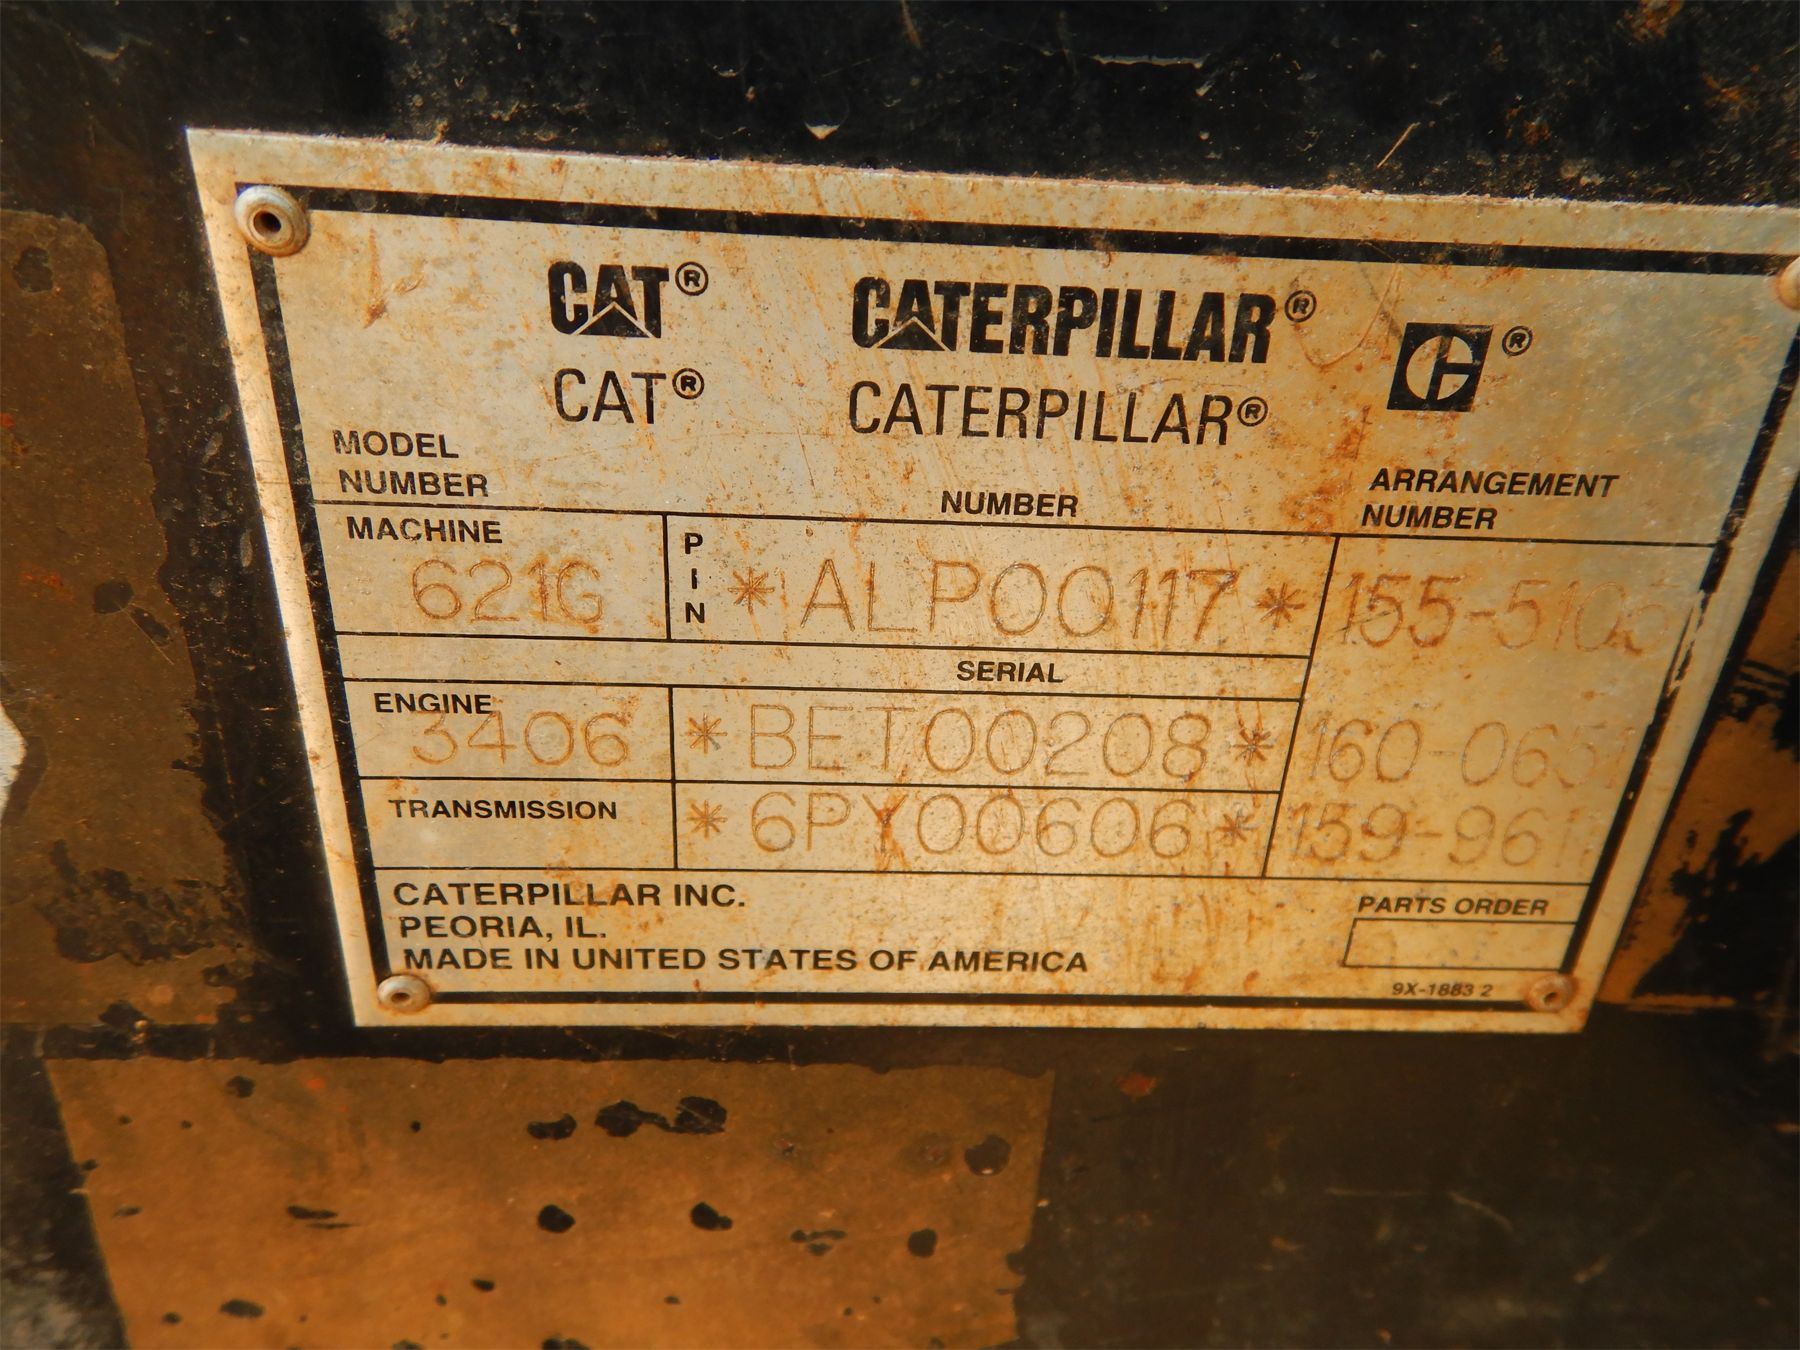 CAT® CATERPILLAR® ®
CAT® CATERPILLAR®
MODEL NUMBER NUMBER ARRANGEMENT NUMBER
MACHINE
621G PIN *ALP00117*
SERIAL
ENGINE
3406 *BET00208*
TRANSMISSION *6PY00606*
CATERPILLAR INC.
PEORIA, IL.
MADE IN UNITED STATES OF AMERICA
PARTS ORDER
9X-1883 2